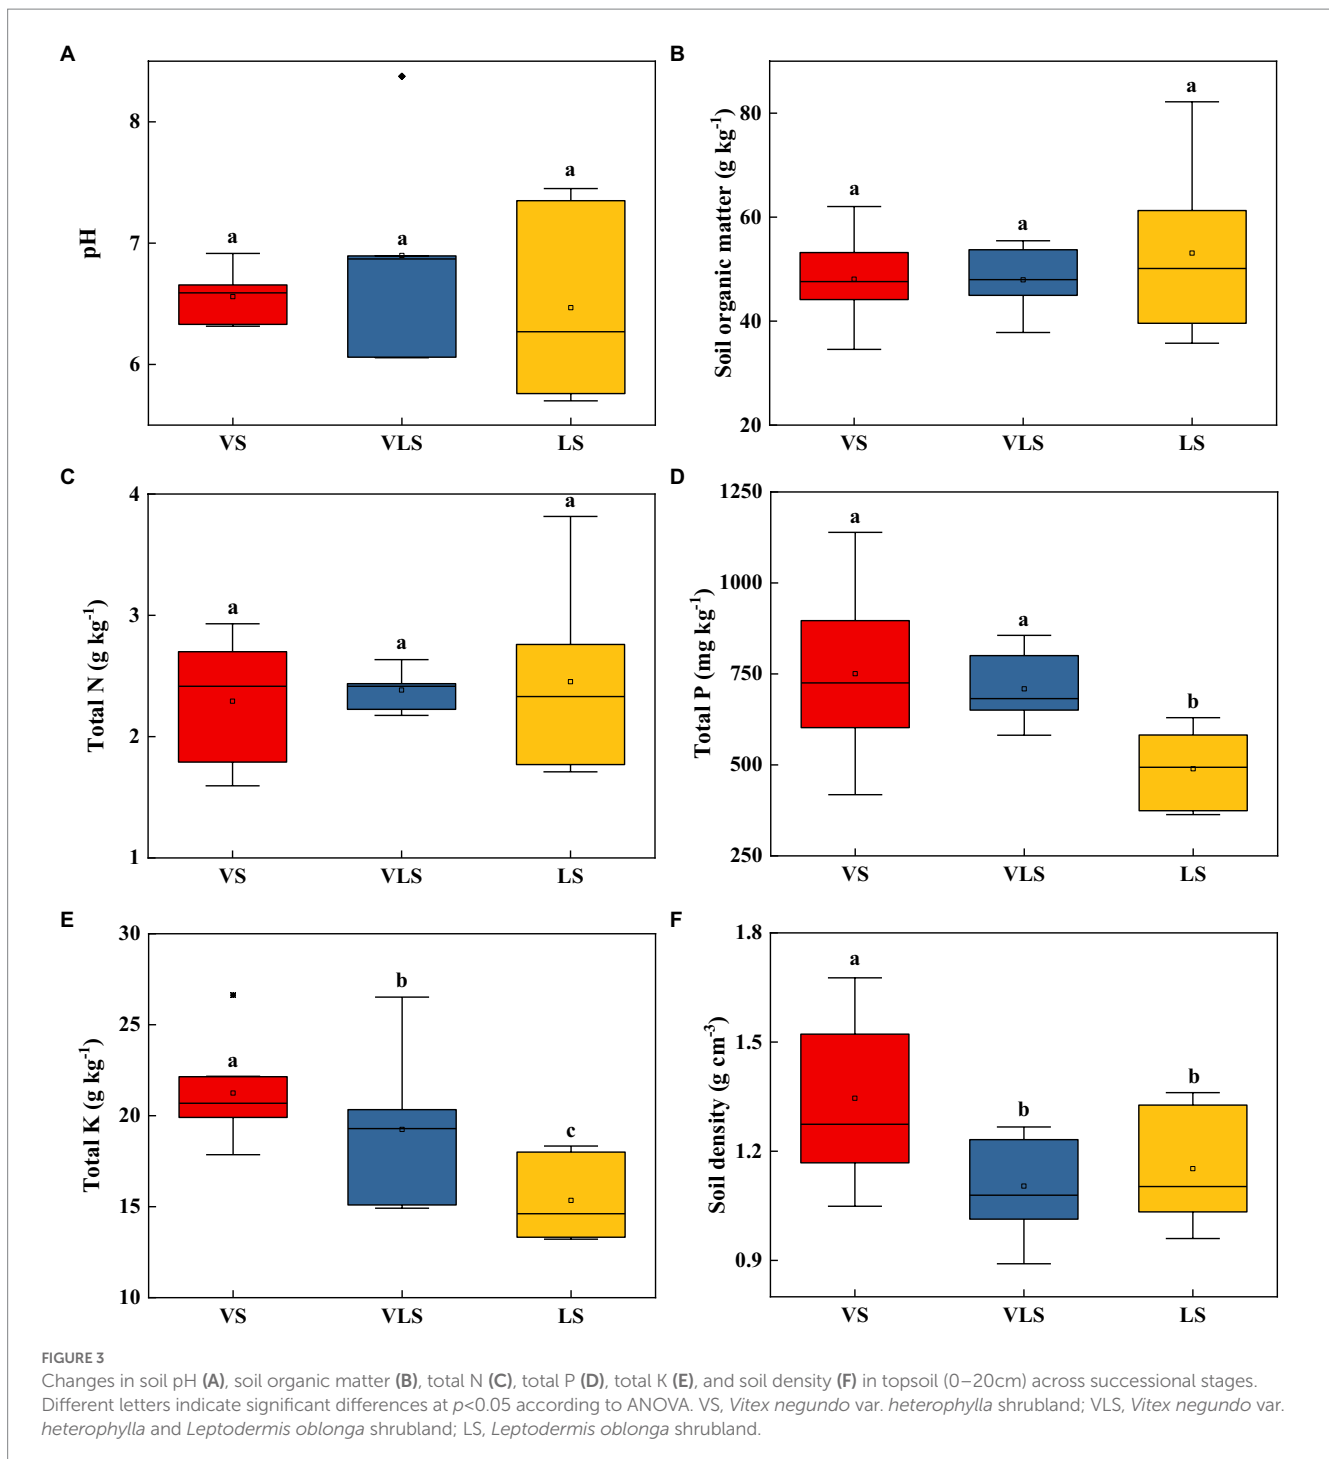 A
pH
8
7
6
a
a
a
VS
VLS
LS
B
Soil organic matter (g kg-1)
80
60
40
20
a
a
a
VS
VLS
LS
C
Total N (g kg-1)
4
3
2
1
a
a
a
VS
VLS
LS
D
Total P (mg kg-1)
1250
1000
750
500
250
a
a
b
VS
VLS
LS
E
Total K (g kg-1)
30
25
20
15
10
a
b
c
VS
VLS
LS
F
Soil density (g cm-3)
1.8
1.5
1.2
0.9
a
b
b
VS
VLS
LS
FIGURE 3
Changes in soil pH (A), soil organic matter (B), total N (C), total P (D), total K (E), and soil density (F) in topsoil (0–20cm) across successional stages.
Different letters indicate significant differences at p<0.05 according to ANOVA. VS, Vitex negundo var. heterophylla shrubland; VLS, Vitex negundo var.
heterophylla and Leptodermis oblonga shrubland; LS, Leptodermis oblonga shrubland.